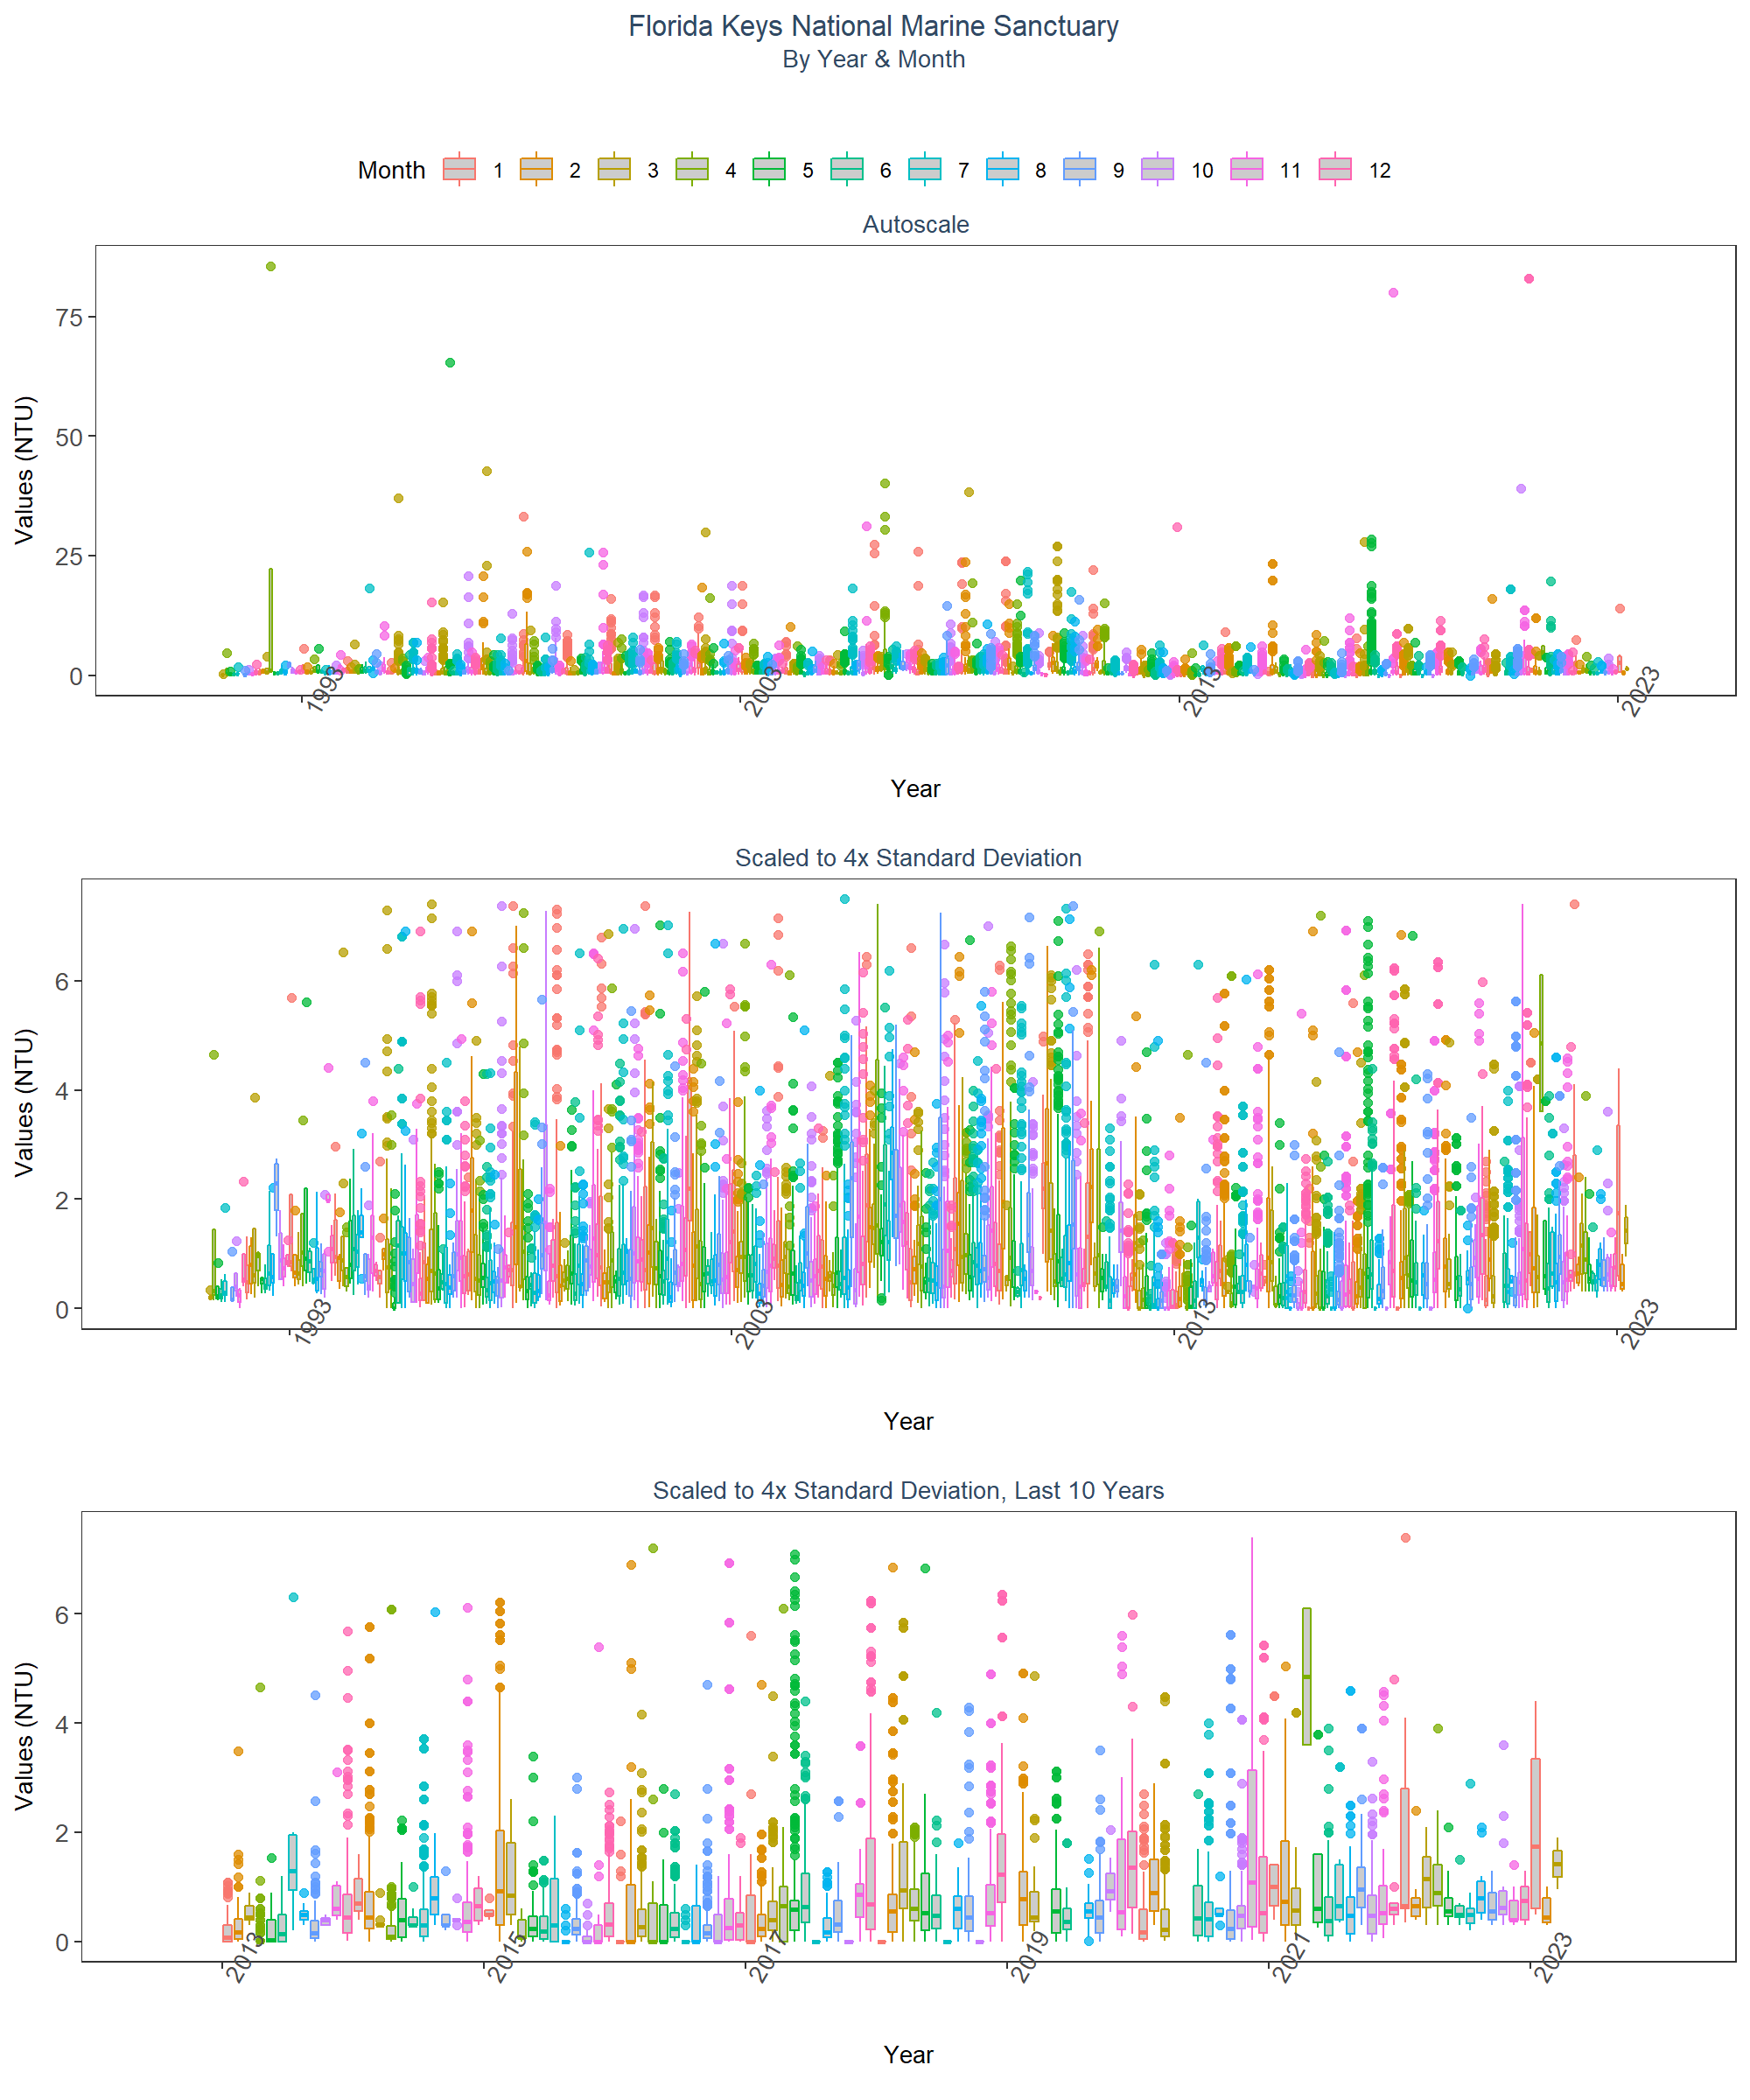 Florida Keys National Marine Sanctuary
By Year & Month
Month 1 2 3 4 5 6 7 8 9 10 11 12
Autoscale
Values (NTU)
75
50
25
0
1993 2003 2013 2023
Year
Scaled to 4x Standard Deviation
Values (NTU)
6
4
2
0
1993 2003 2013 2023
Year
Scaled to 4x Standard Deviation, Last 10 Years
Values (NTU)
6
4
2
0
2013 2015 2017 2019 2021 2023
Year